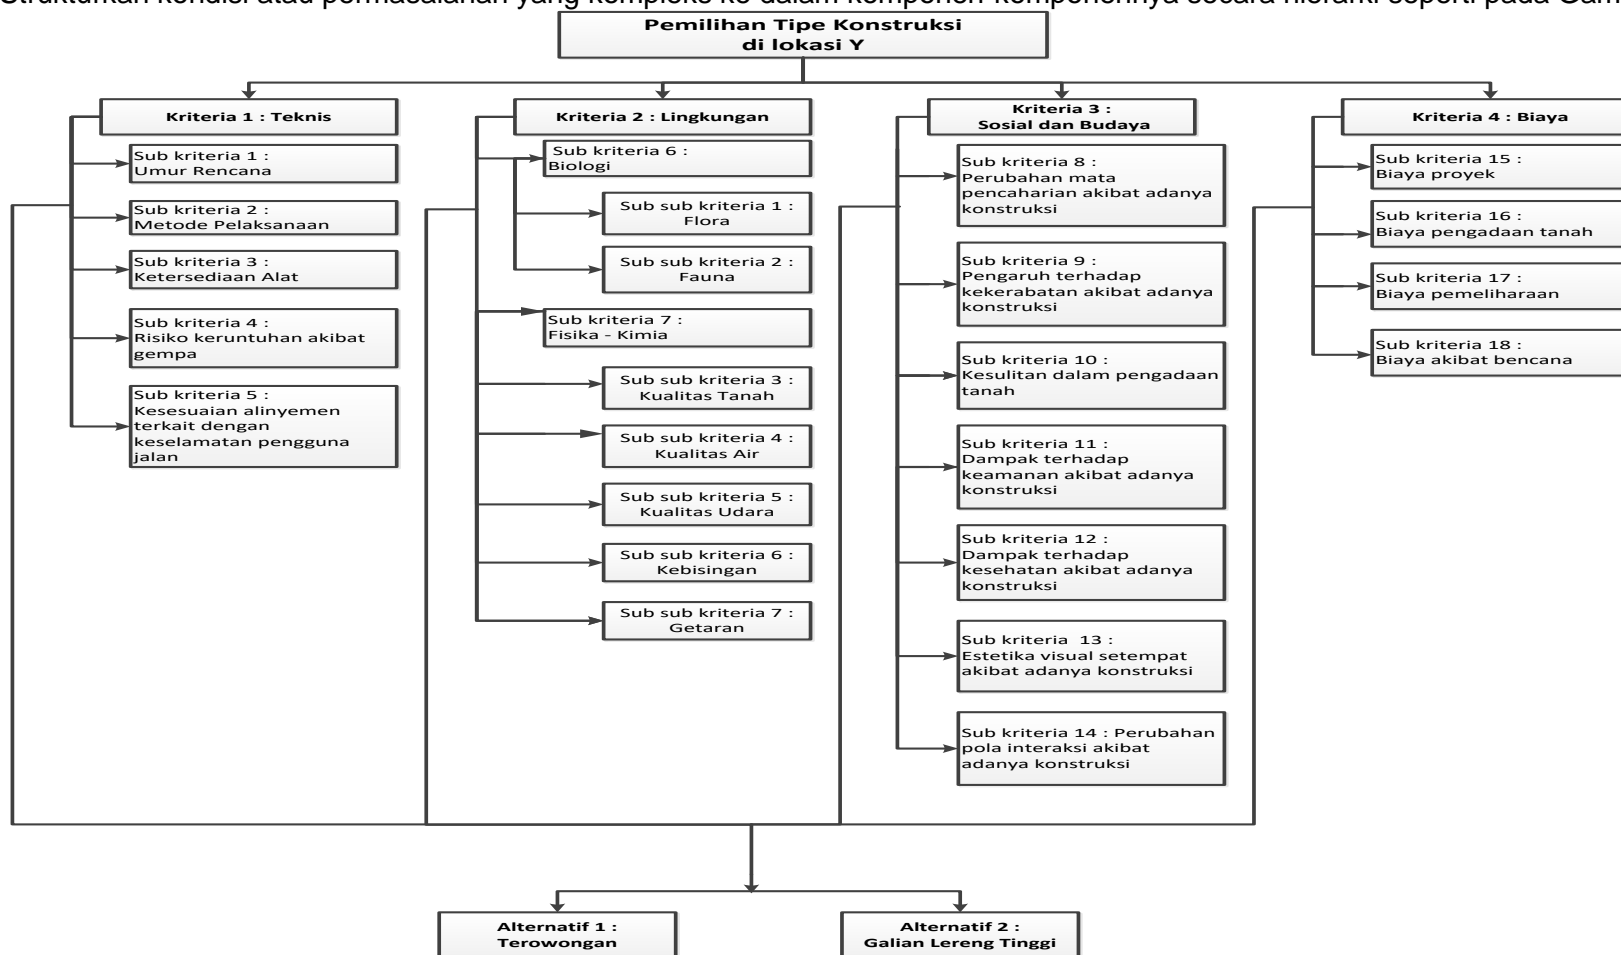 Strukturkan kondisi atau permasalahan yang kompleks ke dalam komponen-komponennya secara hierarki seperti pada Gam
Pemilihan Tipe Konstruksi
di lokasi Y
Kriteria 1 : Teknis
Sub kriteria 1 :
Umur Rencana
Sub kriteria 2 :
Metode Pelaksanaan
Sub kriteria 3 :
Ketersediaan Alat
Sub kriteria 4 :
Risiko keruntuhan akibat
gempa
Sub kriteria 5 :
Kesesuaian alinyemen
terkait dengan
keselamatan pengguna
jalan
Kriteria 2 : Lingkungan
Sub kriteria 6 :
Biologi
Sub sub kriteria 1 :
Flora
Sub sub kriteria 2 :
Fauna
Sub kriteria 7 :
Fisika - Kimia
Sub sub kriteria 3 :
Kualitas Tanah
Sub sub kriteria 4 :
Kualitas Air
Sub sub kriteria 5 :
Kualitas Udara
Sub sub kriteria 6 :
Kebisingan
Sub sub kriteria 7 :
Getaran
Kriteria 3 :
Sosial dan Budaya
Sub kriteria 8 :
Perubahan mata
pencaharian akibat adanya
konstruksi
Sub kriteria 9 :
Pengaruh terhadap
kekerabatan akibat adanya
konstruksi
Sub kriteria 10 :
Kesulitan dalam pengadaan
tanah
Sub kriteria 11 :
Dampak terhadap
keamanan akibat adanya
konstruksi
Sub kriteria 12 :
Dampak terhadap
kesehatan akibat adanya
konstruksi
Sub kriteria 13 :
Estetika visual setempat
akibat adanya konstruksi
Sub kriteria 14 : Perubahan
pola interaksi akibat
adanya konstruksi
Kriteria 4 : Biaya
Sub kriteria 15 :
Biaya proyek
Sub kriteria 16 :
Biaya pengadaan tanah
Sub kriteria 17 :
Biaya pemeliharaan
Sub kriteria 18 :
Biaya akibat bencana
Alternatif 1 :
Terowongan
Alternatif 2 :
Galian Lereng Tinggi